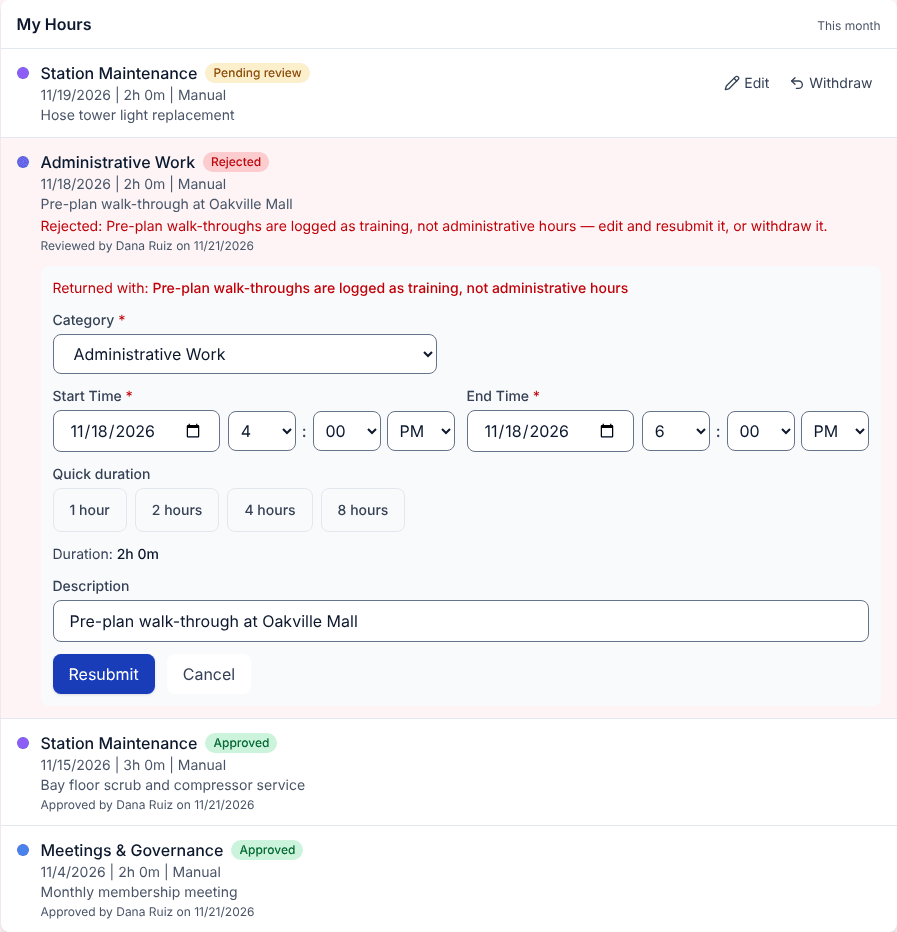 My Hours
This month
Station Maintenance Pending review
11/19/2026 | 2h 0m | Manual
Hose tower light replacement
Edit Withdraw
Administrative Work Rejected
11/18/2026 | 2h 0m | Manual
Pre-plan walk-through at Oakville Mall
Rejected: Pre-plan walk-throughs are logged as training, not administrative hours — edit and resubmit it, or withdraw it.
Reviewed by Dana Ruiz on 11/21/2026
Returned with: Pre-plan walk-throughs are logged as training, not administrative hours
Category *
Administrative Work
Start Time *
11/18/2026 4 : 00 PM
End Time *
11/18/2026 6 : 00 PM
Quick duration
1 hour 2 hours 4 hours 8 hours
Duration: 2h 0m
Description
Pre-plan walk-through at Oakville Mall
Resubmit Cancel
Station Maintenance Approved
11/15/2026 | 3h 0m | Manual
Bay floor scrub and compressor service
Approved by Dana Ruiz on 11/21/2026
Meetings & Governance Approved
11/4/2026 | 2h 0m | Manual
Monthly membership meeting
Approved by Dana Ruiz on 11/21/2026